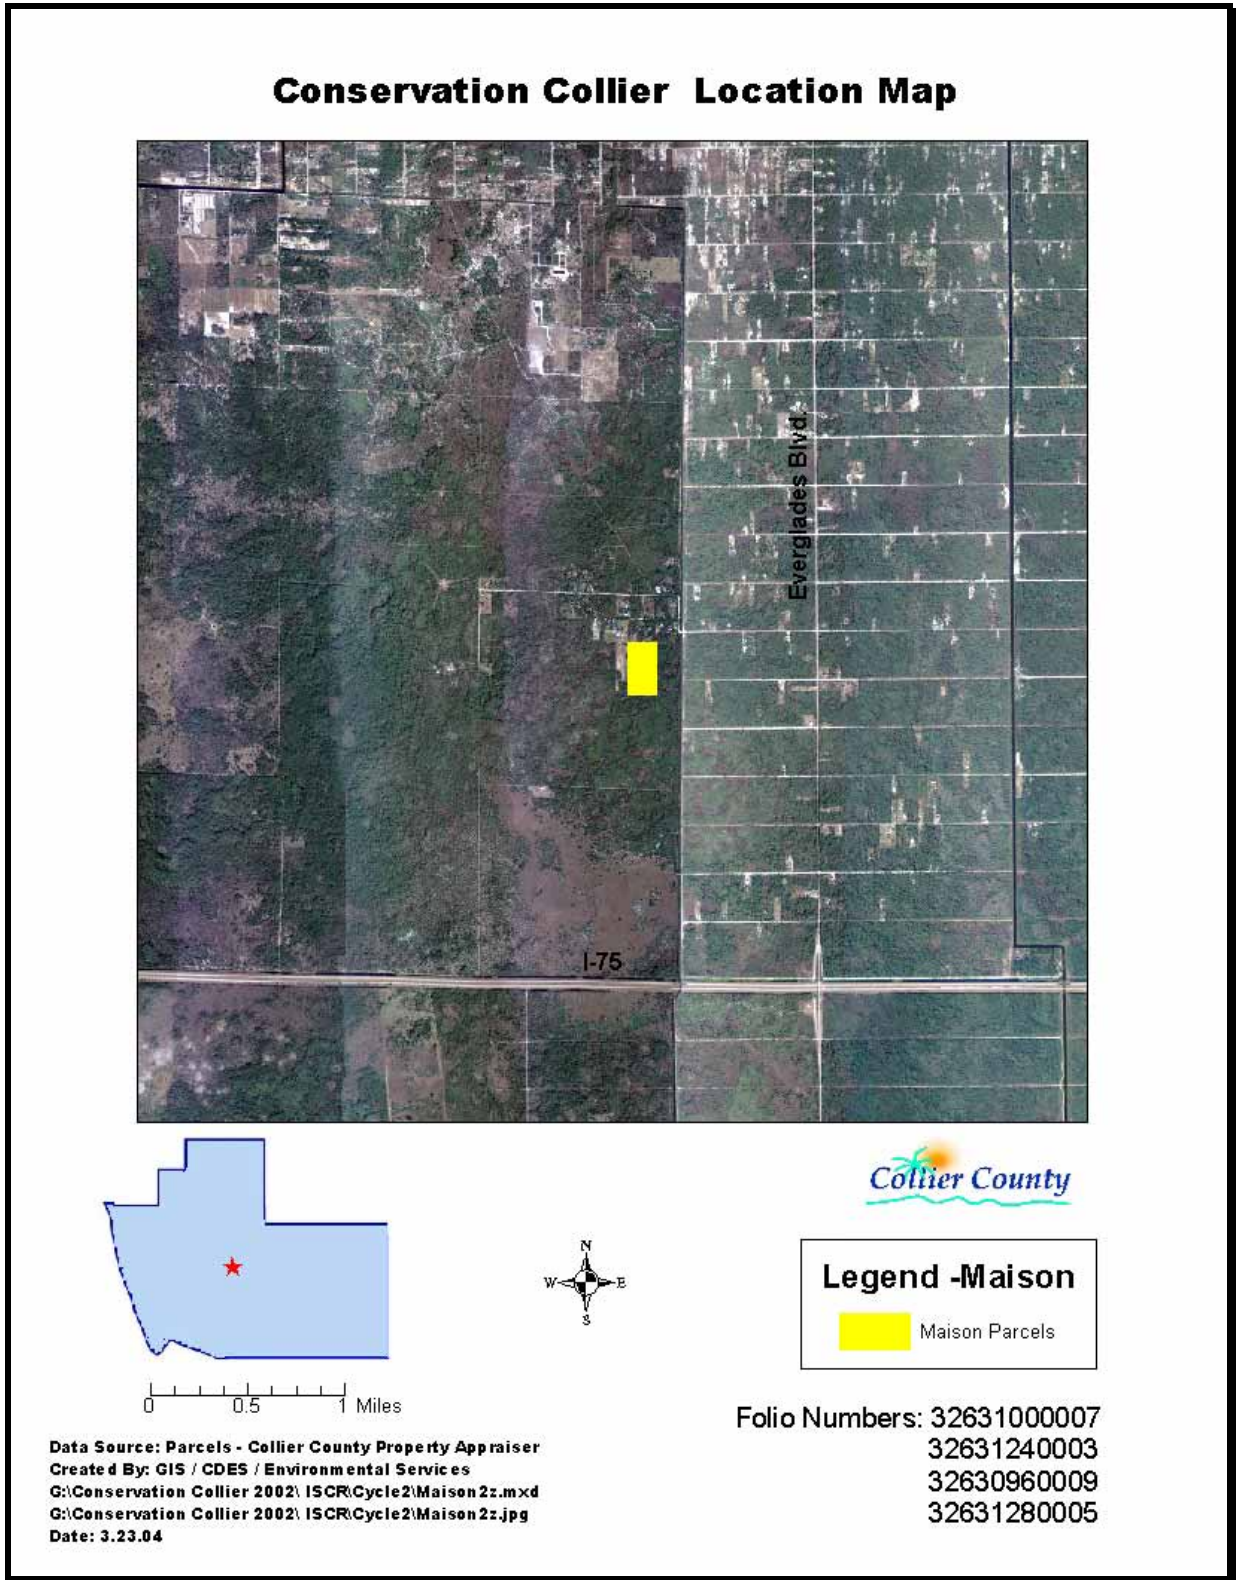 Conservation Collier Location Map
Everglades Blvd.
I-75
Collier County
N
W E
S
Legend -Maison
Maison Parcels
0 0.5 1 Miles
Folio Numbers: 32631000007
32631240003
32630960009
32631280005
Data Source: Parcels - Collier County Property Appraiser
Created By: GIS / CDES / Environmental Services
G:\Conservation Collier 2002\ ISCR\Cycle2\Maison2z.mxd
G:\Conservation Collier 2002\ ISCR\Cycle2\Maison2z.jpg
Date: 3.23.04